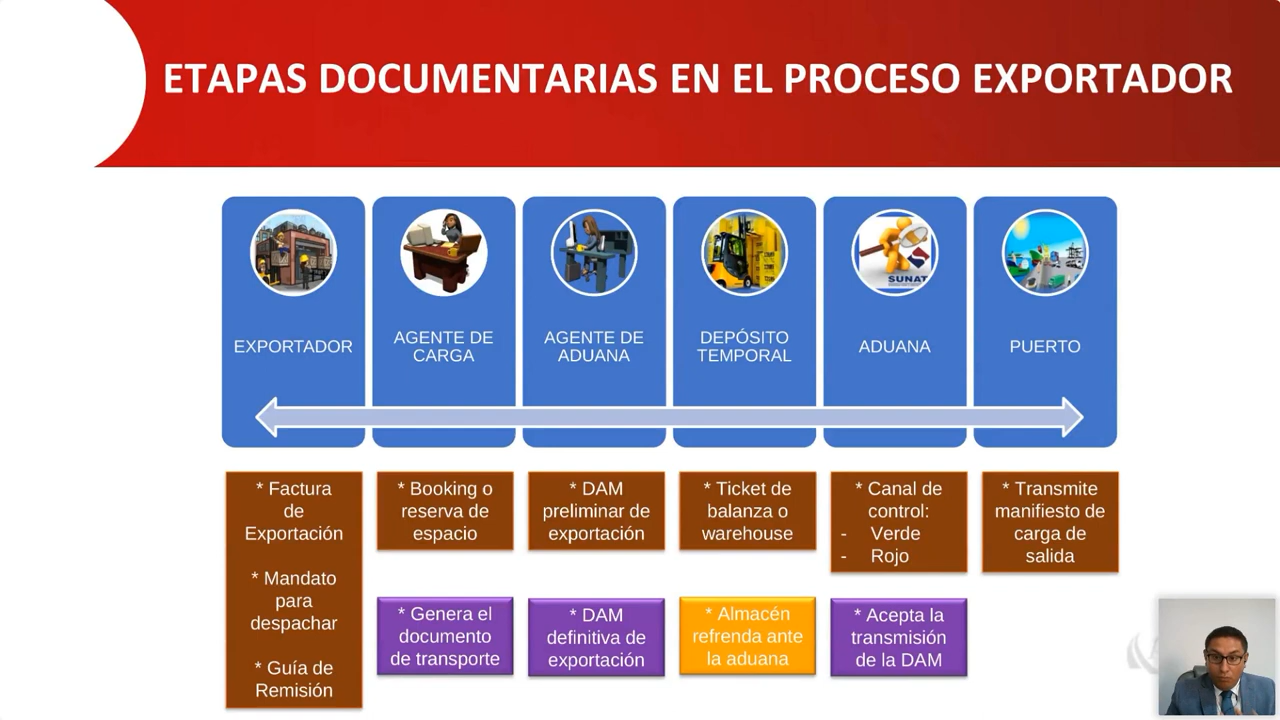 ETAPAS DOCUMENTARIAS EN EL PROCESO EXPORTADOR
EXPORTADOR
AGENTE DE
CARGA
AGENTE DE
ADUANA
DEPÓSITO
TEMPORAL
SUNAT
ADUANA
PUERTO
* Factura
de
Exportación
* Mandato
para
despachar
* Guía de
Remisión
* Booking o
reserva de
espacio
* Genera el
documento
de transporte
* DAM
preliminar de
exportación
* DAM
definitiva de
exportación
* Ticket de
balanza o
warehouse
* Almacén
refrenda ante
la aduana
* Canal de
control:
- Verde
- Rojo
* Acepta la
transmisión
de la DAM
* Transmite
manifiesto de
carga de
salida